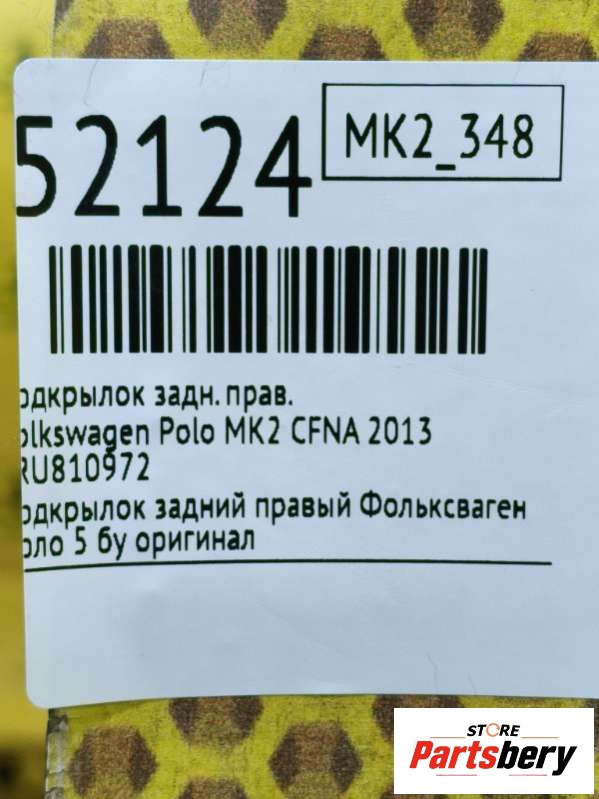 52124
MK2_348
одкрылок задн. прав.
olkswagen Polo MK2 CFNA 2013
RU810972
одкрылок задний правый Фольксваген
оло 5 бу оригинал
STORE
Partsbery